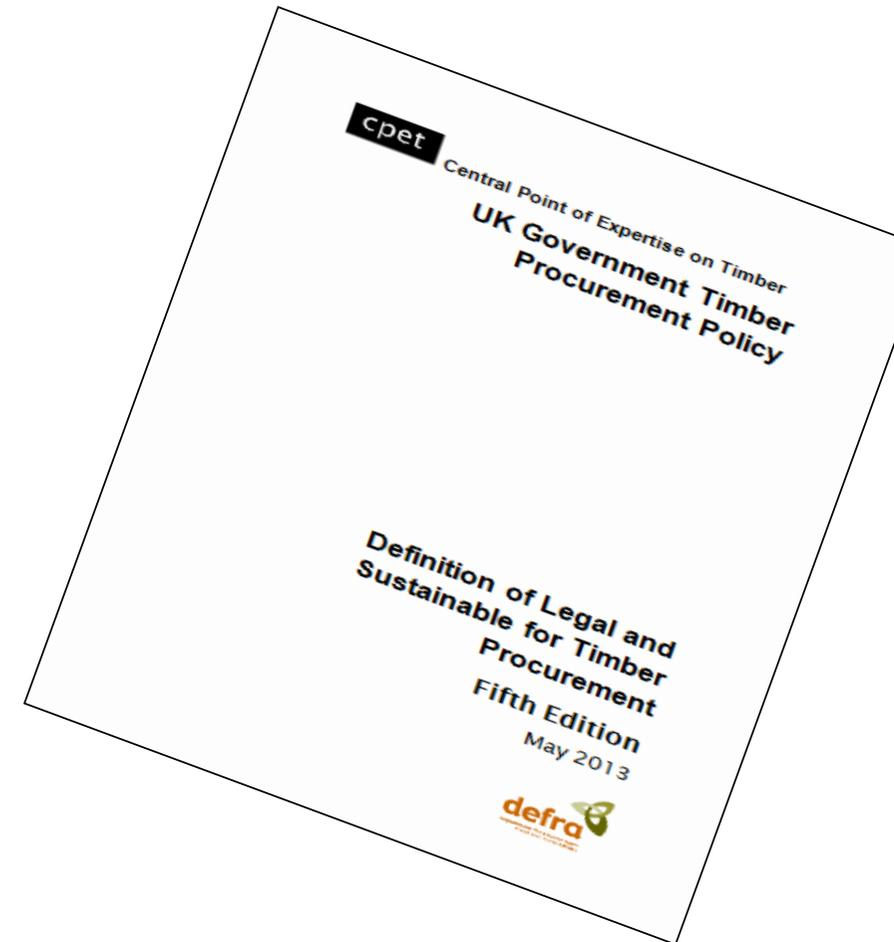 cpet
Central Point of Expertise on Timber
UK Government Timber
Procurement Policy
Definition of Legal and
Sustainable for Timber
Procurement
Fifth Edition
May 2013
defra